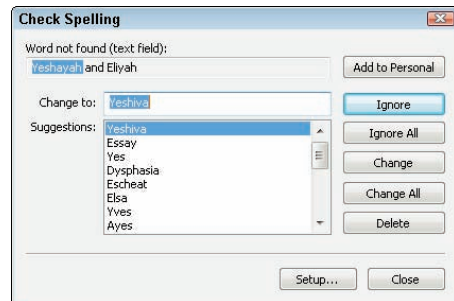 Check Spelling
Word not found (text field):
Yeshayah and Eliyah
Add to Personal
Change to: Yeshiva
Ignore
Suggestions: Yeshiva
Essay
Yes
Dysphasia
Escheat
Elsa
Yves
Ayes
Ignore All
Change
Change All
Delete
Setup...
Close